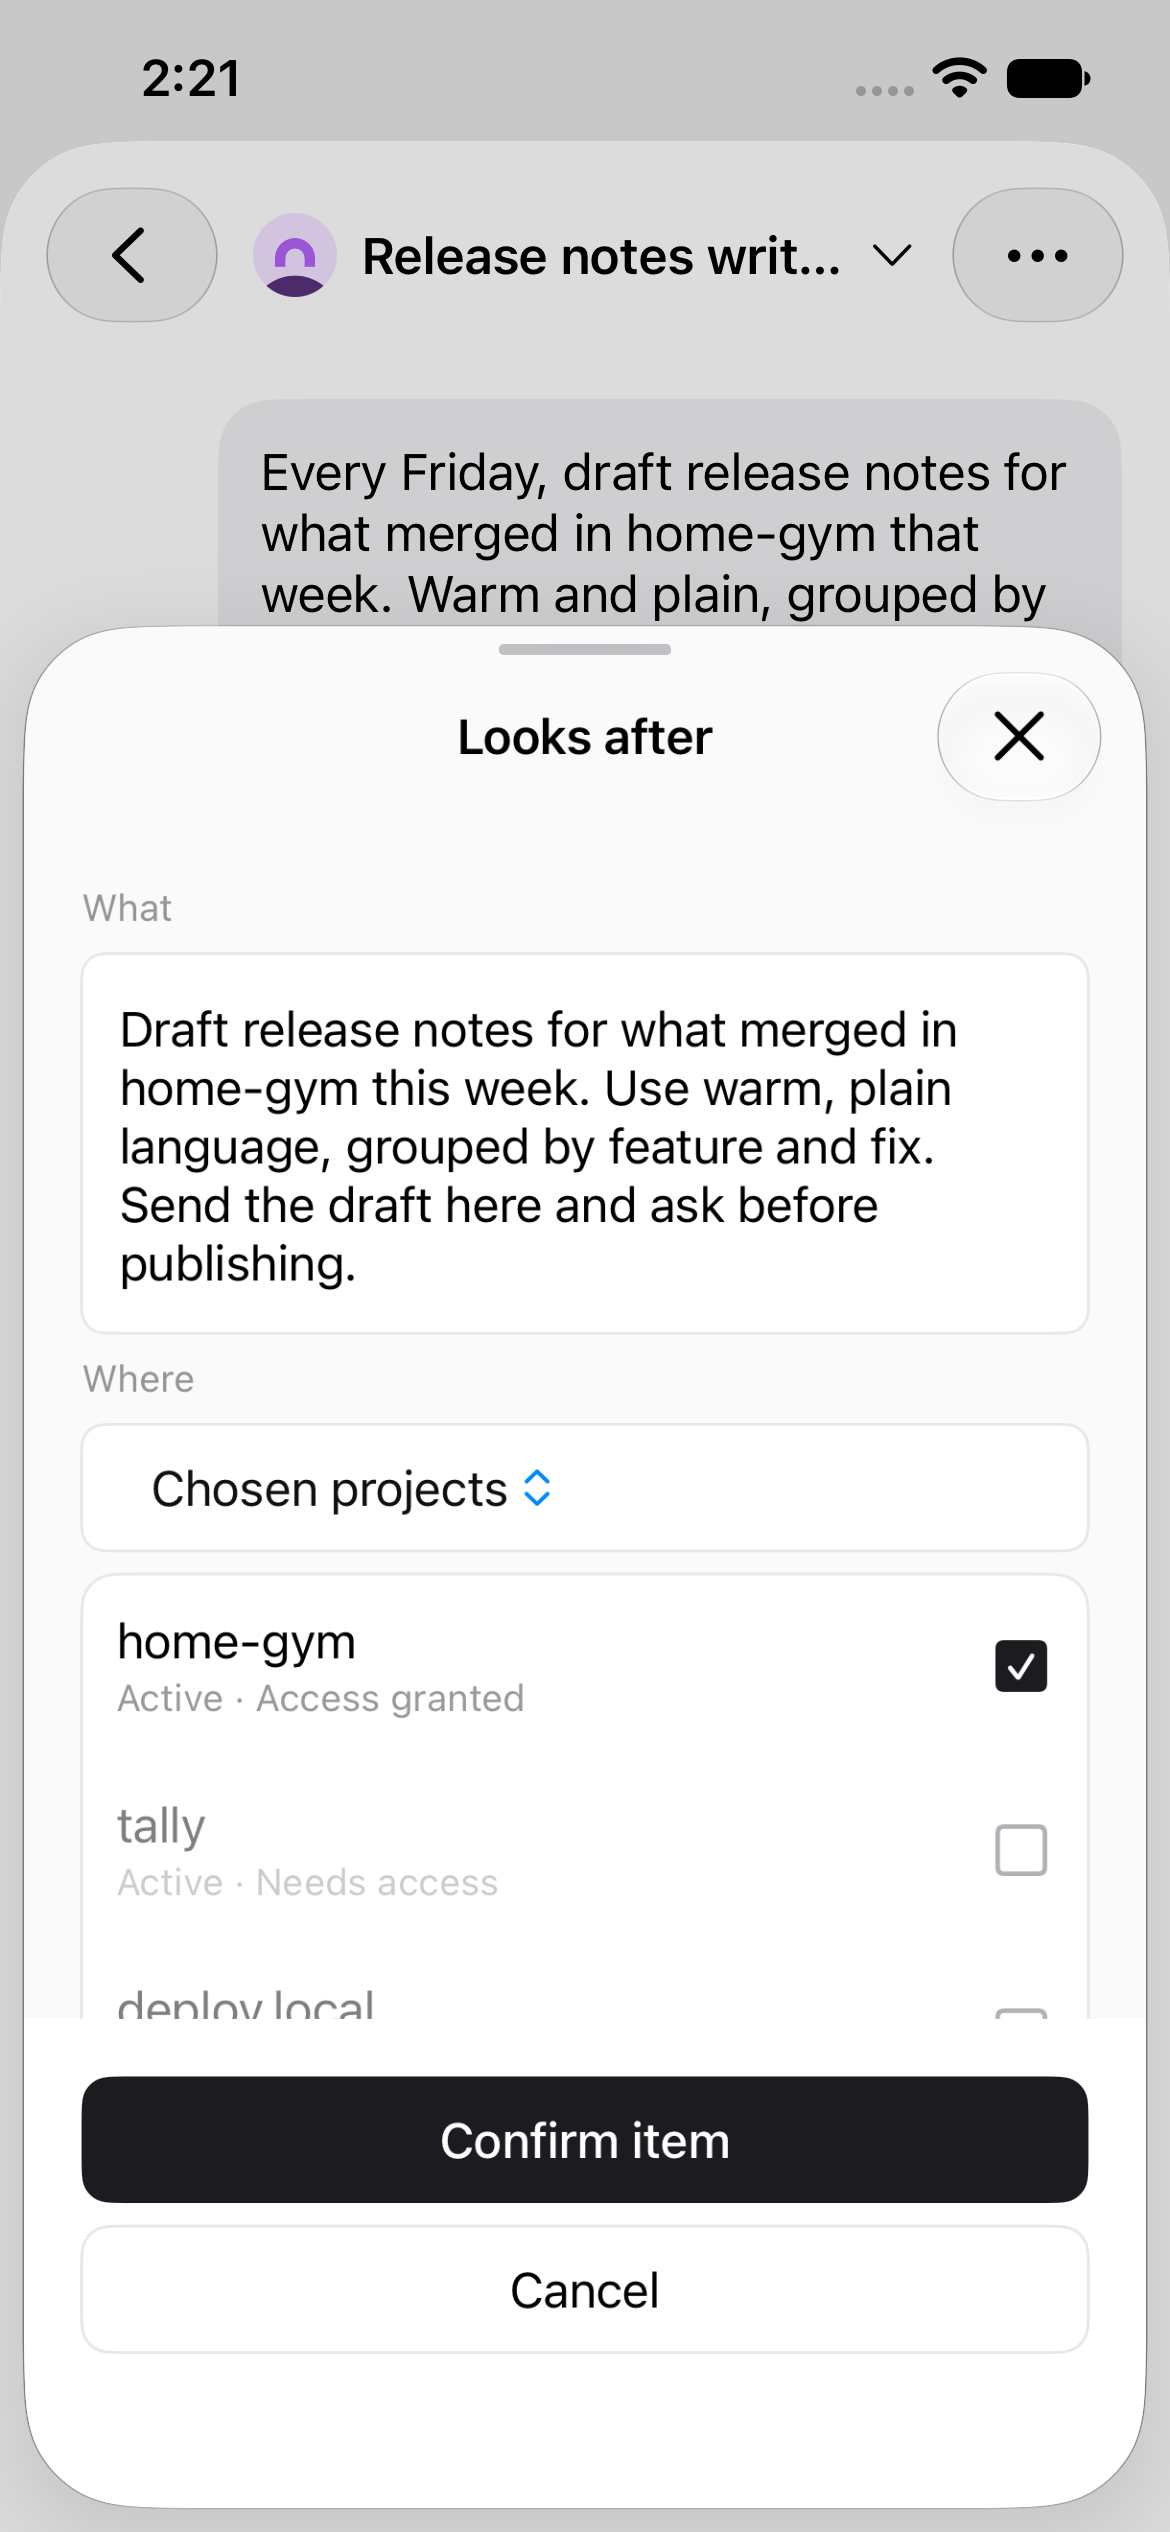 2:21
Release notes writ...
Every Friday, draft release notes for
what merged in home-gym that
week. Warm and plain, grouped by
Looks after
What
Draft release notes for what merged in
home-gym this week. Use warm, plain
language, grouped by feature and fix.
Send the draft here and ask before
publishing.
Where
Chosen projects
home-gym
Active · Access granted
tally
Active · Needs access
deploy local
Confirm item
Cancel